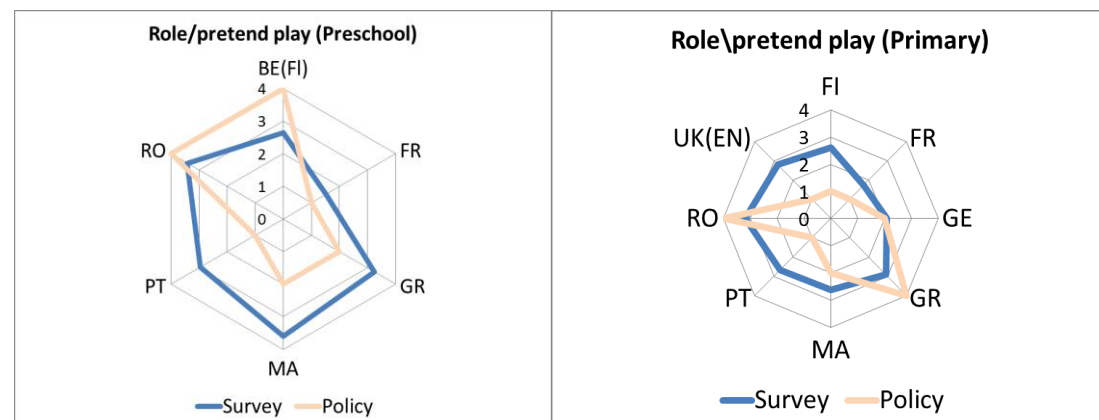 Role/pretend play (Preschool)
BE(Fl)
4
3
2
1
0
RO
FR
PT
GR
MA
Survey
Policy
Role\pretend play (Primary)
FI
4
3
2
1
0
UK(EN)
FR
RO
GE
PT
GR
MA
Survey
Policy